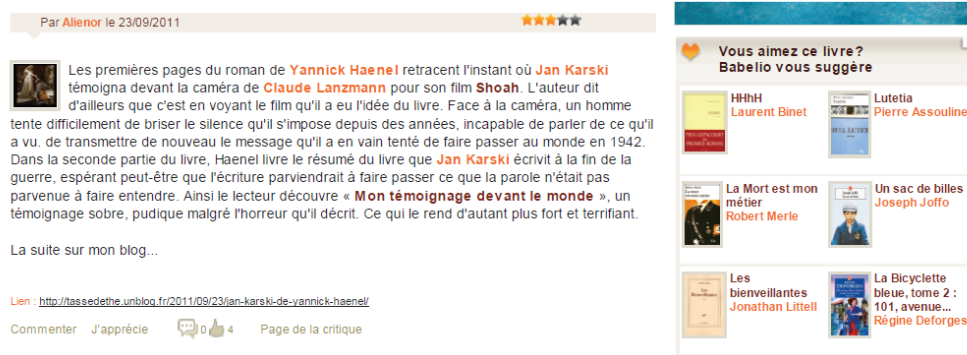 Par Alienor le 23/09/2011
Les premières pages du roman de Yannick Haenel retracent l'instant où Jan Karski
témoigna devant la caméra de Claude Lanzmann pour son film Shoah. L'auteur dit
d'ailleurs que c'est en voyant le film qu'il a eu l'idée du livre. Face à la caméra, un homme
tente difficilement de briser le silence qu'il s'impose depuis des années, incapable de parler de ce qu'il
a vu. de transmettre de nouveau le message qu'il a en vain tenté de faire passer au monde en 1942.
Dans la seconde partie du livre, Haenel livre le résumé du livre que Jan Karski écrivit à la fin de la
guerre, espérant peut-être que l'écriture parviendrait à faire passer ce que la parole n'était pas
parvenue à faire entendre. Ainsi le lecteur découvre « Mon témoignage devant le monde », un
témoignage sobre, pudique malgré l'horreur qu'il décrit. Ce qui le rend d'autant plus fort et terrifiant.
La suite sur mon blog...
Lien : http://tassedethe.unblog.fr/2011/09/23/jan-karski-de-yannick-haenel/
Commenter J'apprécie 0 4 Page de la critique
Vous aimez ce livre?
Babelio vous suggère
HHhH
Laurent Binet
Lutetia
Pierre Assouline
La Mort est mon
métier
Robert Merle
Un sac de billes
Joseph Joffo
Les
bienveillantes
Jonathan Littell
La Bicyclette
bleue, tome 2 :
101, avenue...
Régine Deforges